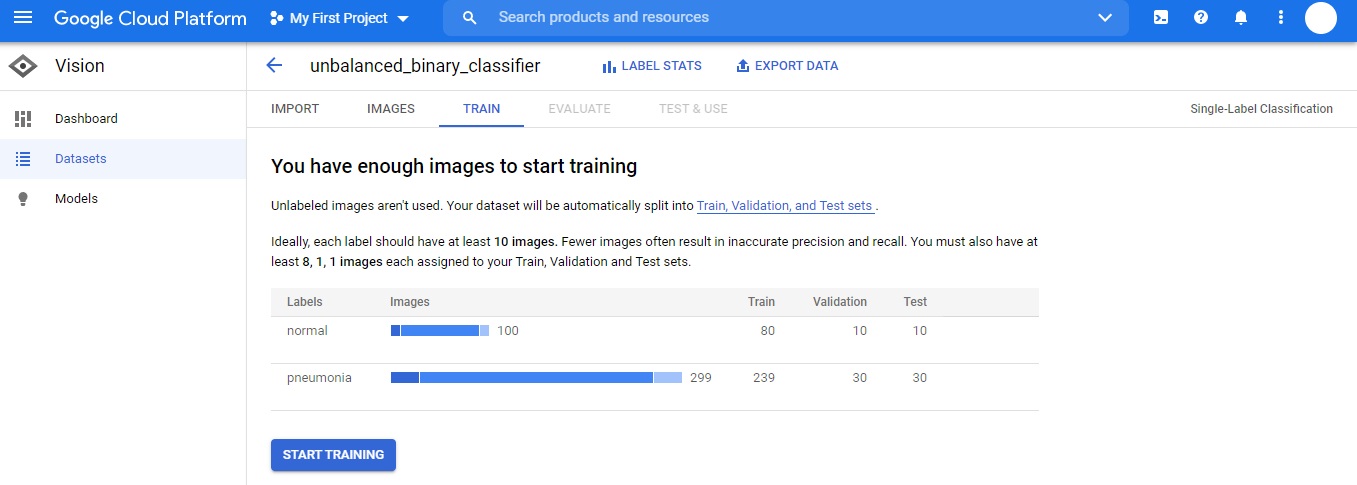 Google Cloud Platform My First Project Search products and resources
Vision unbalanced_binary_classifier LABEL STATS EXPORT DATA
IMPORT IMAGES TRAIN EVALUATE TEST & USE Single-Label Classification
Dashboard
Datasets
Models
You have enough images to start training
Unlabeled images aren't used. Your dataset will be automatically split into Train, Validation, and Test sets .
Ideally, each label should have at least 10 images. Fewer images often result in inaccurate precision and recall. You must also have at
least 8, 1, 1 images each assigned to your Train, Validation and Test sets.
Labels Images Train Validation Test
normal 100 80 10 10
pneumonia 299 239 30 30
START TRAINING